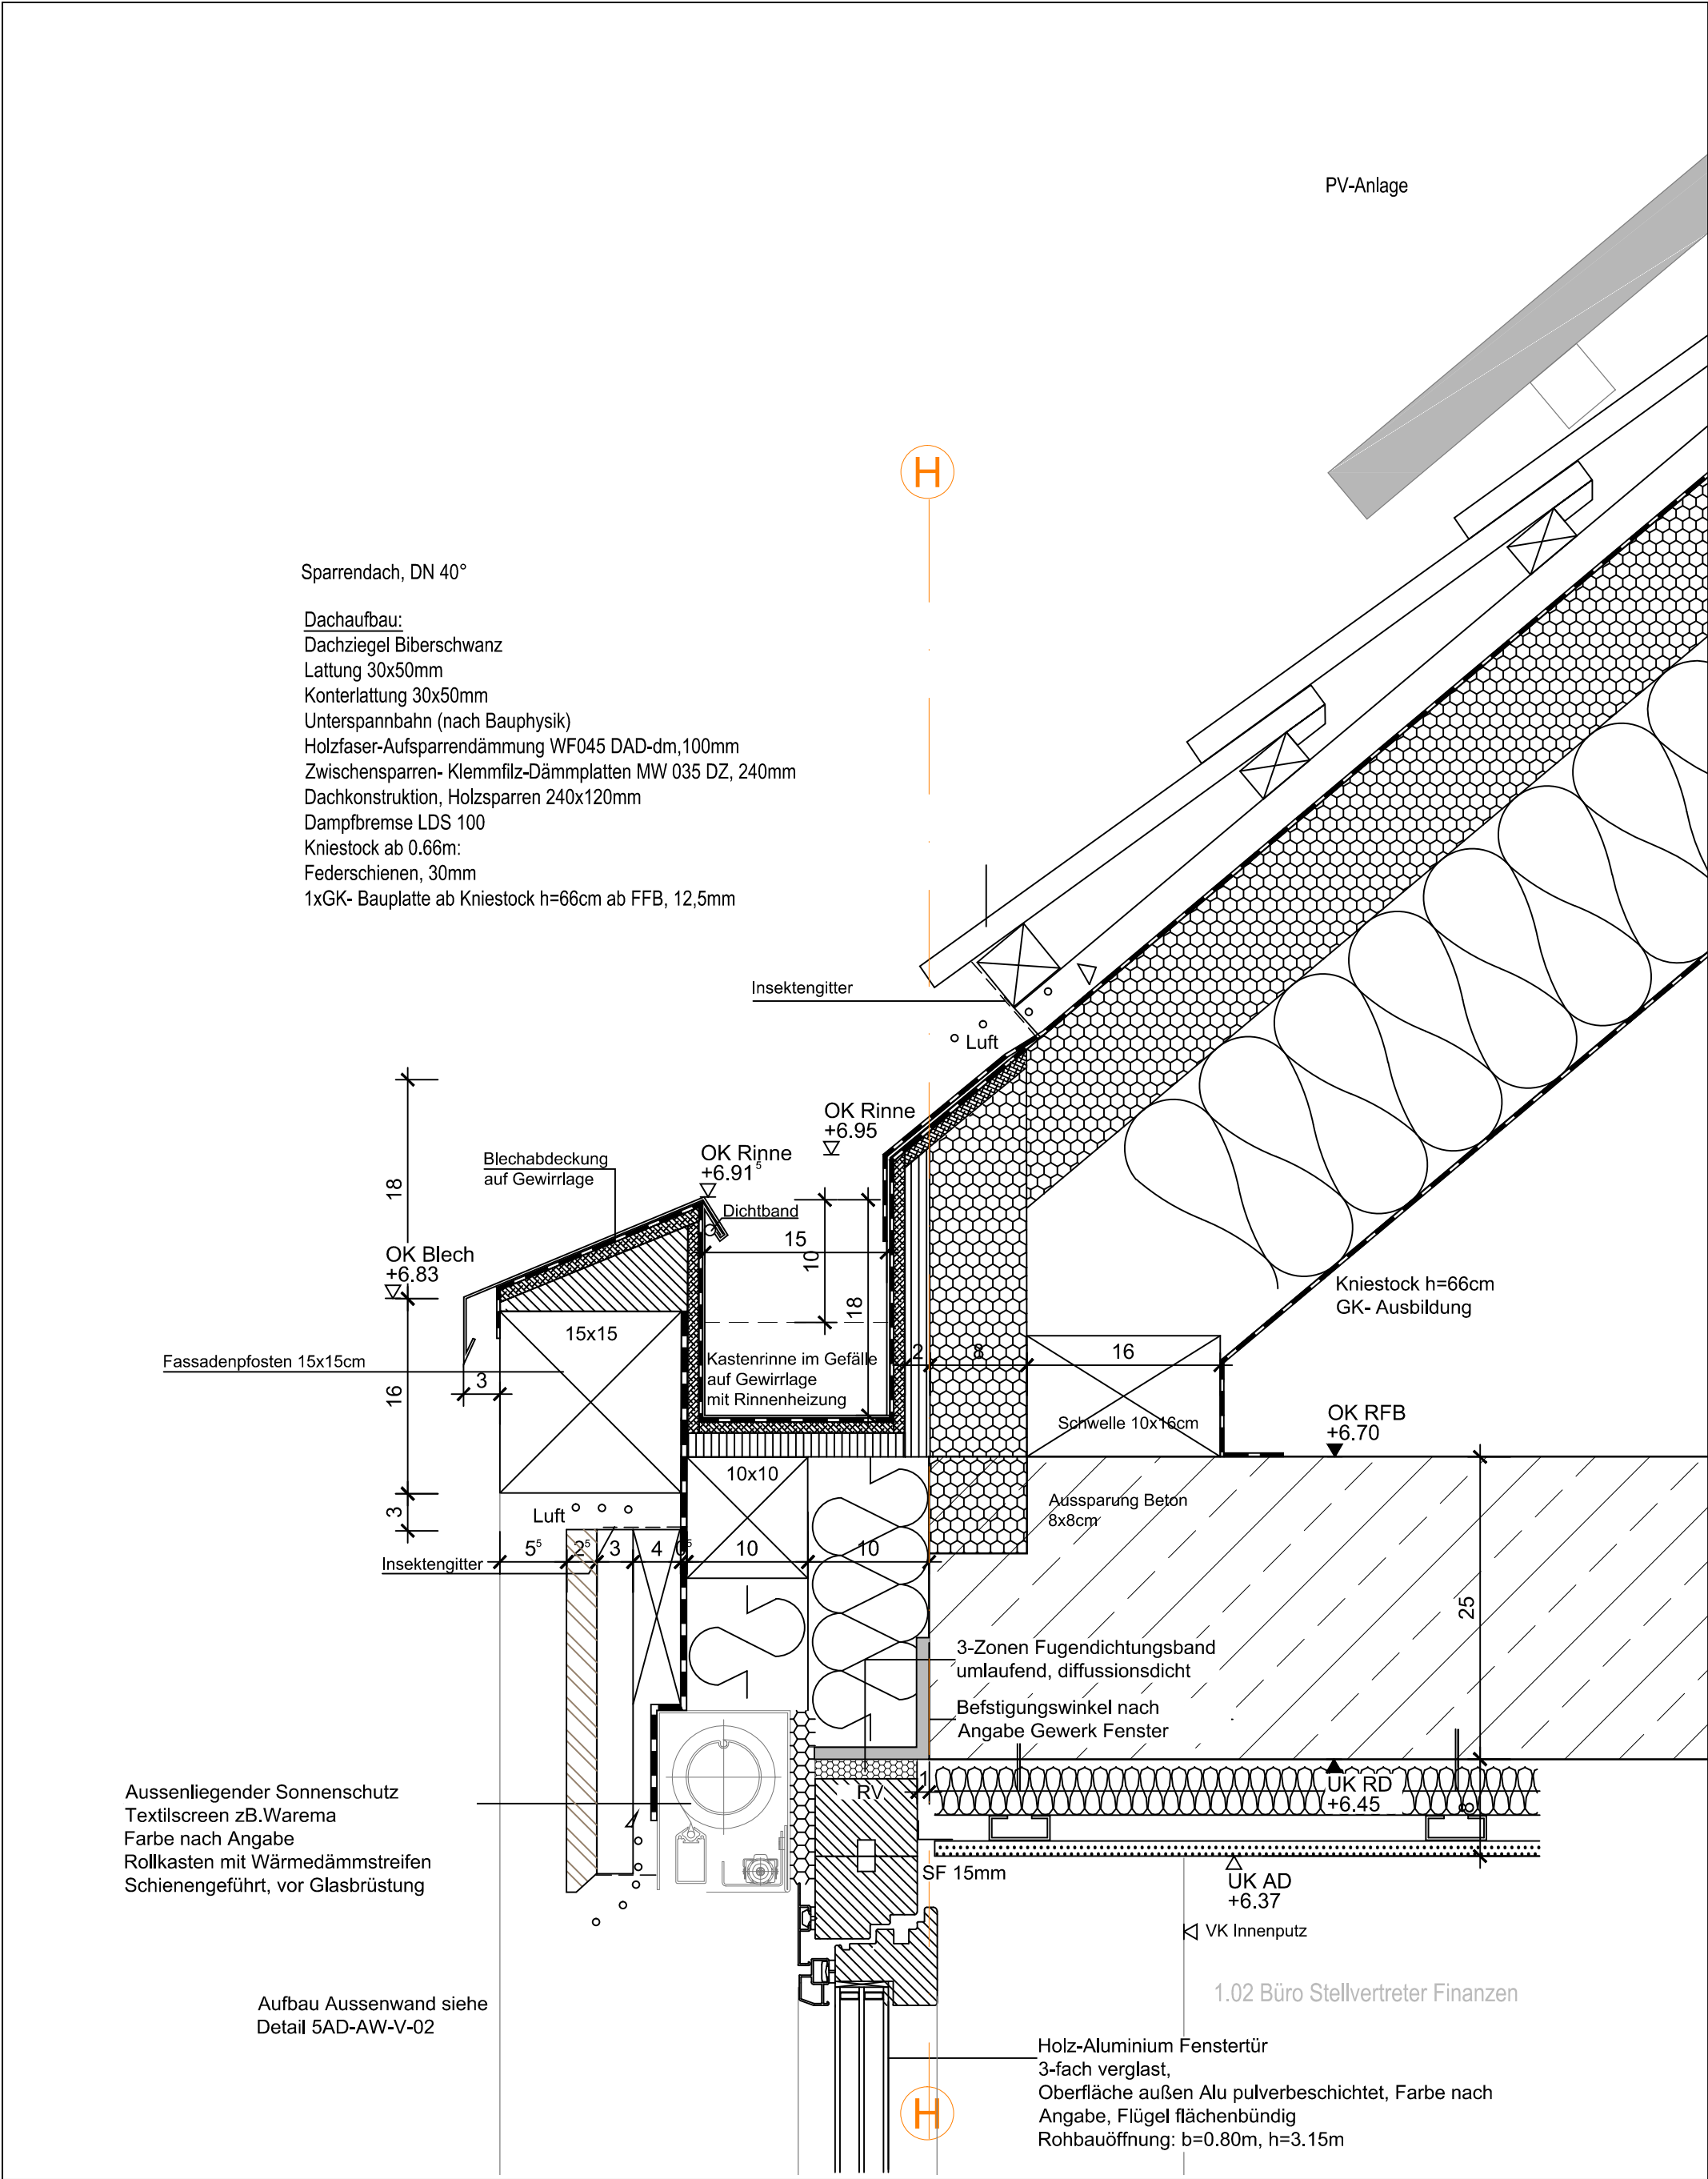 PV-Anlage
H
Sparrendach, DN 40°
Dachaufbau:
Dachziegel Biberschwanz
Lattung 30x50mm
Konterlattung 30x50mm
Unterspannbahn (nach Bauphysik)
Holzfaser-Aufsparrendämmung WF045 DAD-dm,100mm
Zwischensparren- Klemmfilz-Dämmplatten MW 035 DZ, 240mm
Dachkonstruktion, Holzsparren 240x120mm
Dampfbremse LDS 100
Kniestock ab 0.66m:
Federschienen, 30mm
1xGK- Bauplatte ab Kniestock h=66cm ab FFB, 12,5mm
Insektengitter
Luft
OK Rinne
+6.95
OK Rinne
+6.91⁵
Blechabdeckung
auf Gewirrlage
Dichtband
18
15
10
OK Blech
+6.83
18
Kniestock h=66cm
GK- Ausbildung
15x15
Fassadenpfosten 15x15cm
Kastenrinne im Gefälle
auf Gewirrlage
mit Rinnenheizung
2
8
16
3
16
Schwelle 10x16cm
OK RFB
+6.70
10x10
3
Luft
Aussparung Beton
8x8cm
Insektengitter
5⁵
2⁵
3
4
0⁵
10
10
25
3-Zonen Fugendichtungsband
umlaufend, diffussionsdicht
Befstigungswinkel nach
Angabe Gewerk Fenster
RV
1
UK RD
+6.45
Aussenliegender Sonnenschutz
Textilscreen zB.Warema
Farbe nach Angabe
Rollkasten mit Wärmedämmstreifen
Schienengeführt, vor Glasbrüstung
SF 15mm
UK AD
+6.37
VK Innenputz
1.02 Büro Stellvertreter Finanzen
Aufbau Aussenwand siehe
Detail 5AD-AW-V-02
Holz-Aluminium Fenstertür
3-fach verglast,
Oberfläche außen Alu pulverbeschichtet, Farbe nach
Angabe, Flügel flächenbündig
Rohbauöffnung: b=0.80m, h=3.15m
H